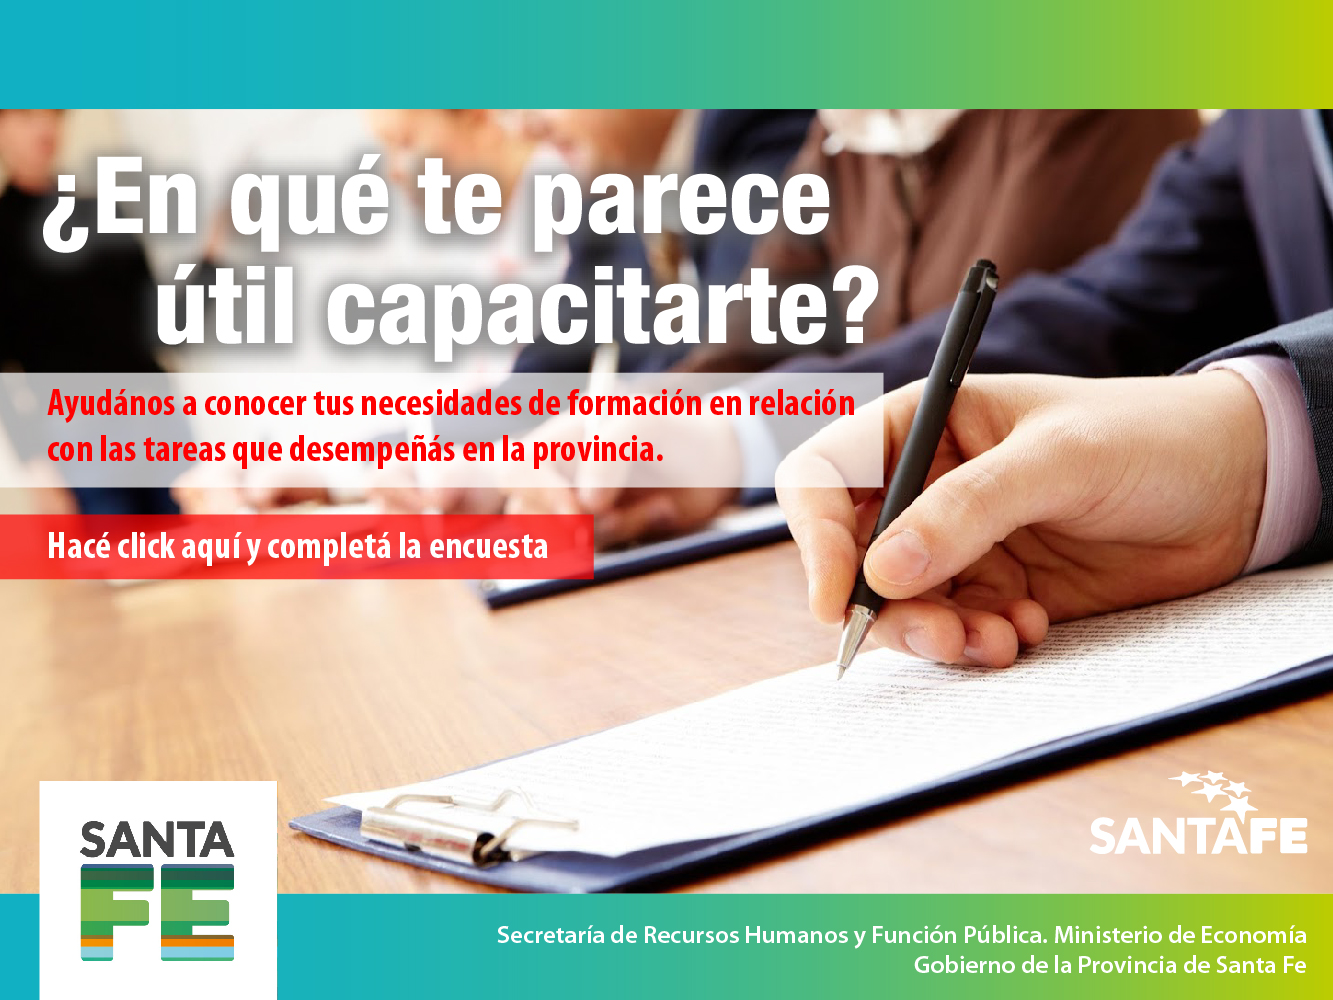 ¿En qué te parece
útil capacitarte?
Ayudános a conocer tus necesidades de formación en relación
con las tareas que desempeñás en la provincia.
Hacé click aquí y completá la encuesta
SANTA
FE
SANTAFE
Secretaría de Recursos Humanos y Función Pública. Ministerio de Economía
Gobierno de la Provincia de Santa Fe